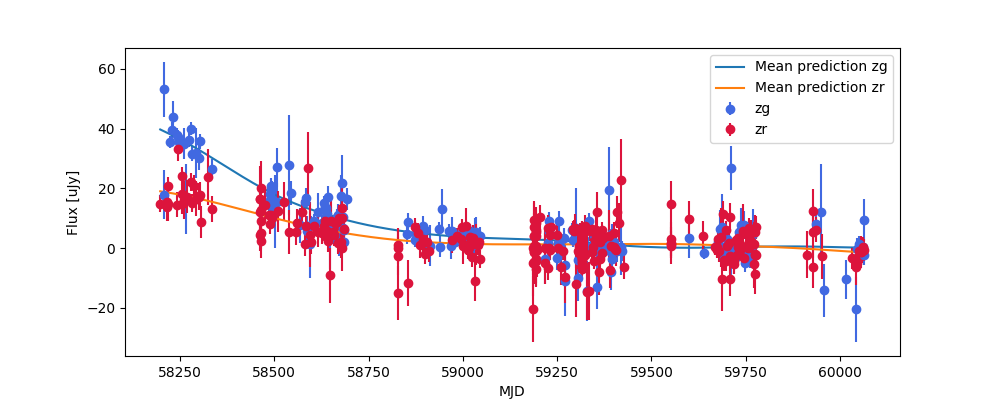 60
40
20
0
−20
Flux [uJy]
58250 58500 58750 59000 59250 59500 59750 60000
MJD
Mean prediction zg
Mean prediction zr
zg
zr